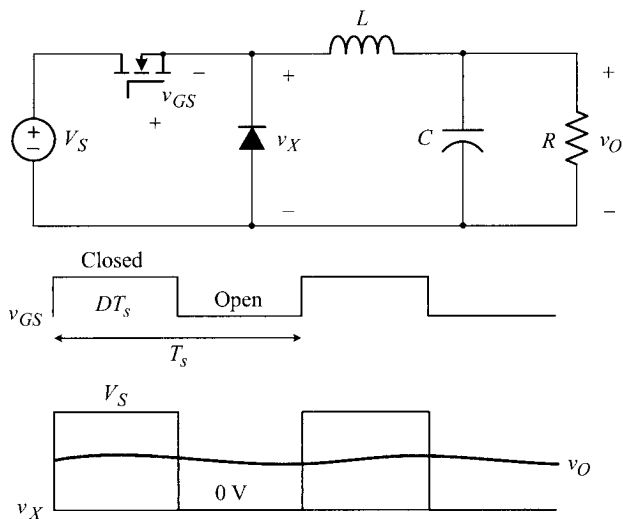 L
−
+
+
v_GS
+
+
−
V_S
v_X
C
R
v_O
−
−
Closed
DT_s
Open
v_GS
T_s
V_S
v_O
0 V
v_X